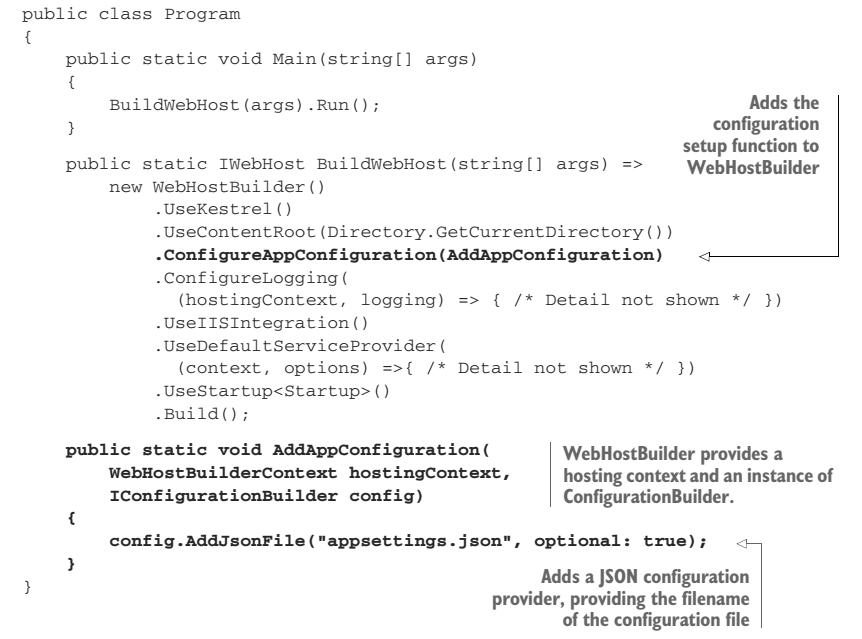 public class Program
{
    public static void Main(string[] args)
    {
        BuildWebHost(args).Run();
    }
Adds the
configuration
setup function to
WebHostBuilder
    public static IWebHost BuildWebHost(string[] args) =>
        new WebHostBuilder()
            .UseKestrel()
            .UseContentRoot(Directory.GetCurrentDirectory())
            .ConfigureAppConfiguration(AddAppConfiguration)
            .ConfigureLogging(
              (hostingContext, logging) => { /* Detail not shown */ })
            .UseIISIntegration()
            .UseDefaultServiceProvider(
              (context, options) =>{ /* Detail not shown */ })
            .UseStartup<Startup>()
            .Build();
    public static void AddAppConfiguration(
        WebHostBuilderContext hostingContext,
        IConfigurationBuilder config)
WebHostBuilder provides a
hosting context and an instance of
ConfigurationBuilder.
    {
        config.AddJsonFile("appsettings.json", optional: true);
    }
}
Adds a JSON configuration
provider, providing the filename
of the configuration file